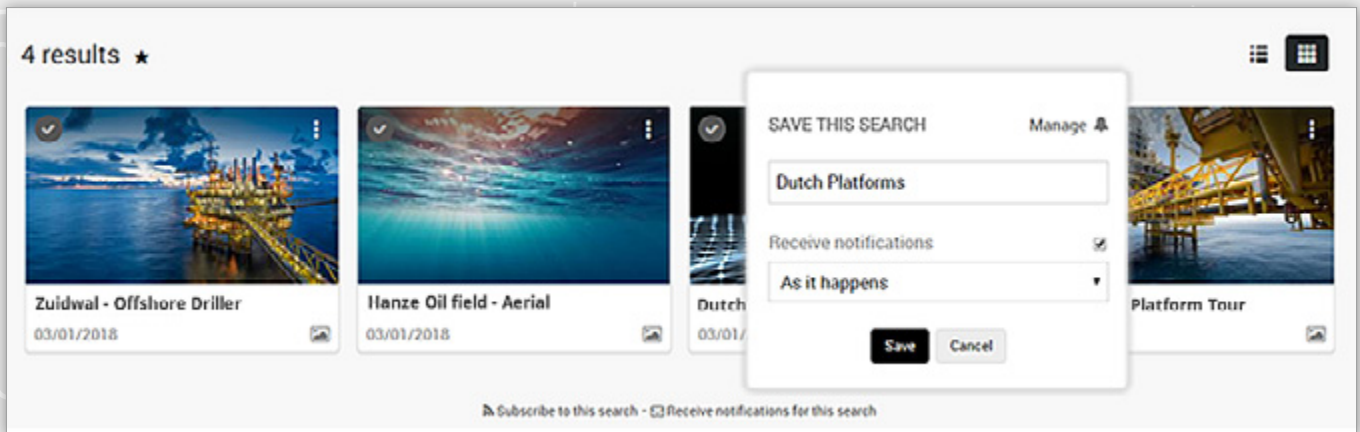 4 results
SAVE THIS SEARCH
Manage
Dutch Platforms
Receive notifications
As it happens
Save Cancel
Zuidwal - Offshore Driller
03/01/2018
Hanze Oil field - Aerial
03/01/2018
Dutch
03/01/
Platform Tour
Subscribe to this search - Receive notifications for this search